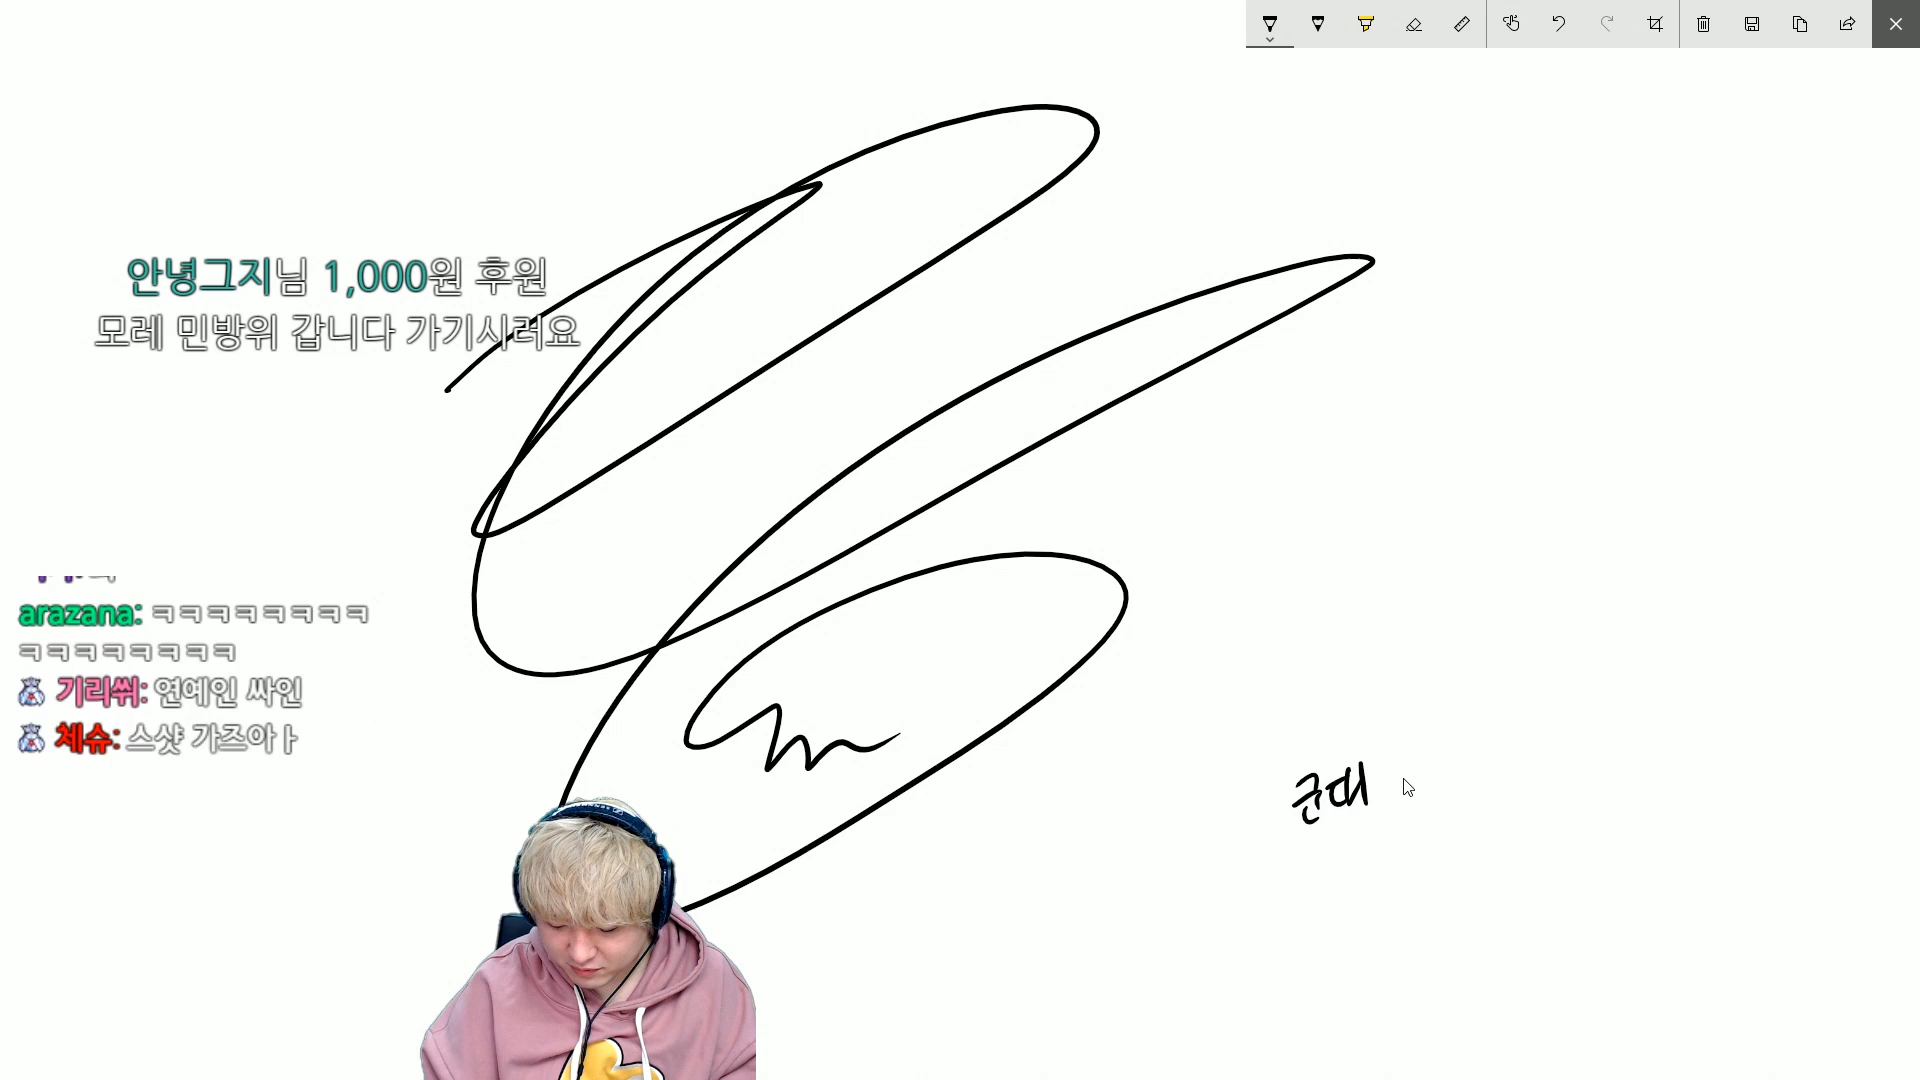 안녕그지님 1,000원 후원
모레 민방위 갑니다 가기시러요
arazana: ㅋㅋㅋㅋㅋㅋㅋㅋ
ㅋㅋㅋㅋㅋㅋㅋㅋ
기리쒸: 연예인 싸인
체슈: 스샷 가즈아ㅏ
군대